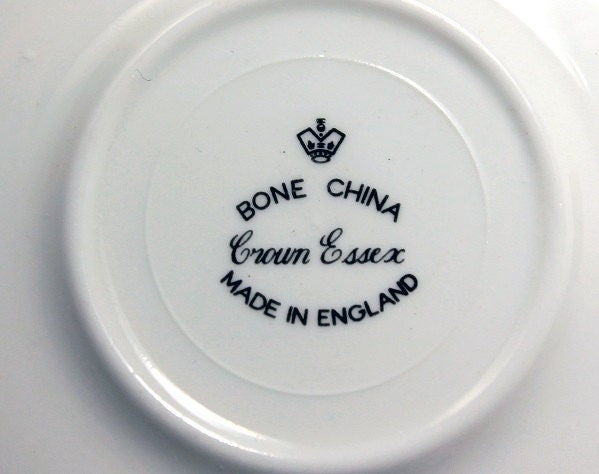 BONE CHINA
Crown Essex
MADE IN ENGLAND